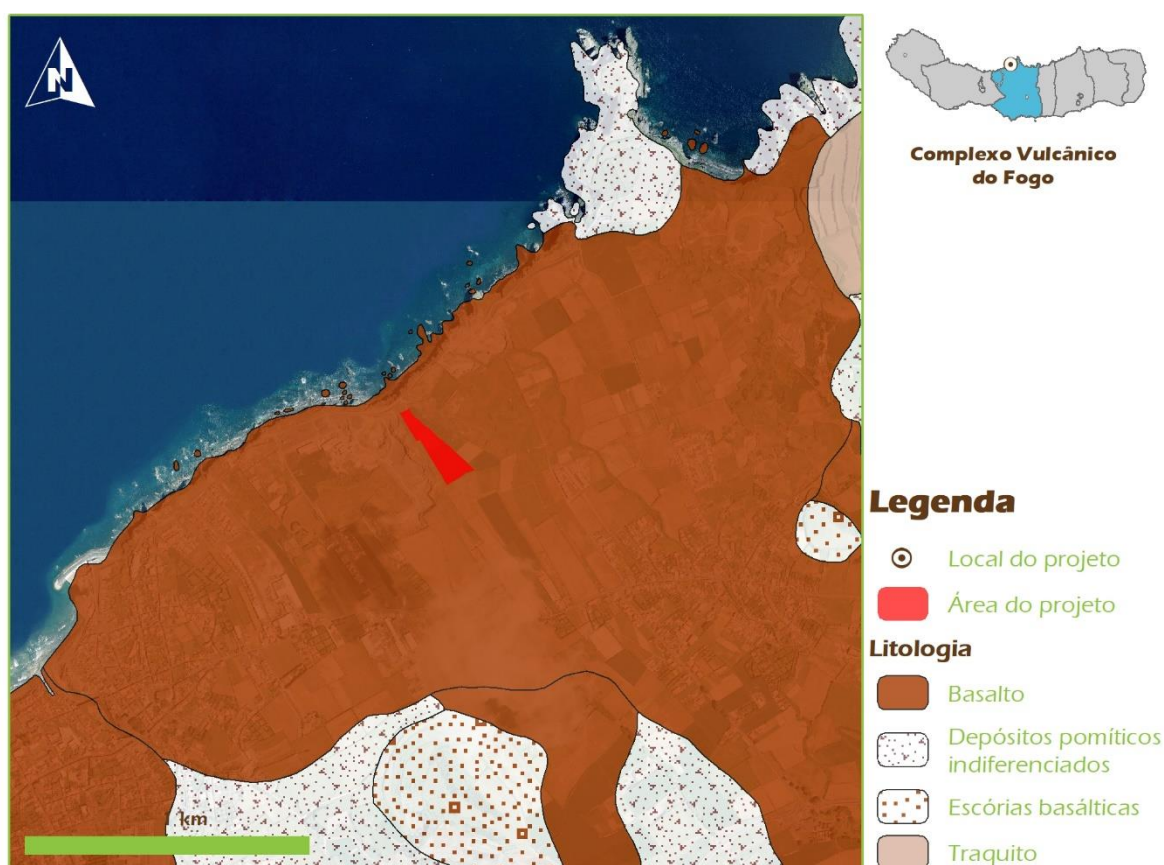 N
Complexo Vulcânico
do Fogo
Legenda
Local do projeto
Área do projeto
Litologia
Basalto
Depósitos pomíticos
indiferenciados
Escórias basálticas
Traquito
km